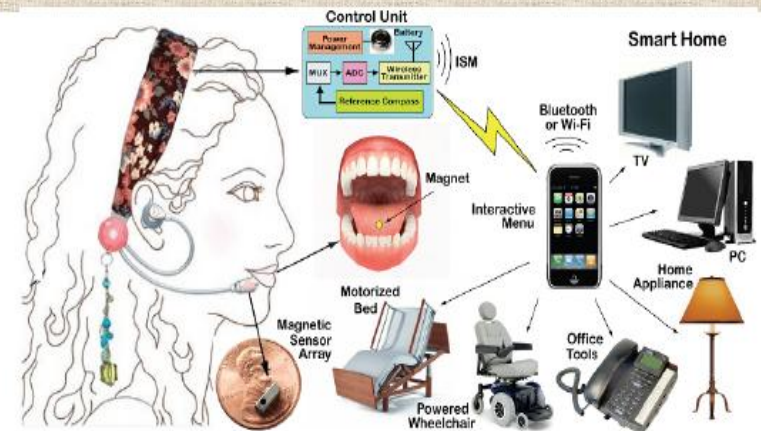 Control Unit
Power
Management
Battery
MUX
ADC
Wireless
Transmitter
Reference Compass
ISM
Smart Home
Bluetooth
or Wi-Fi
TV
Magnet
Interactive
Menu
PC
Home
Appliance
Motorized
Bed
Magnetic
Sensor
Array
Office
Tools
Powered
Wheelchair